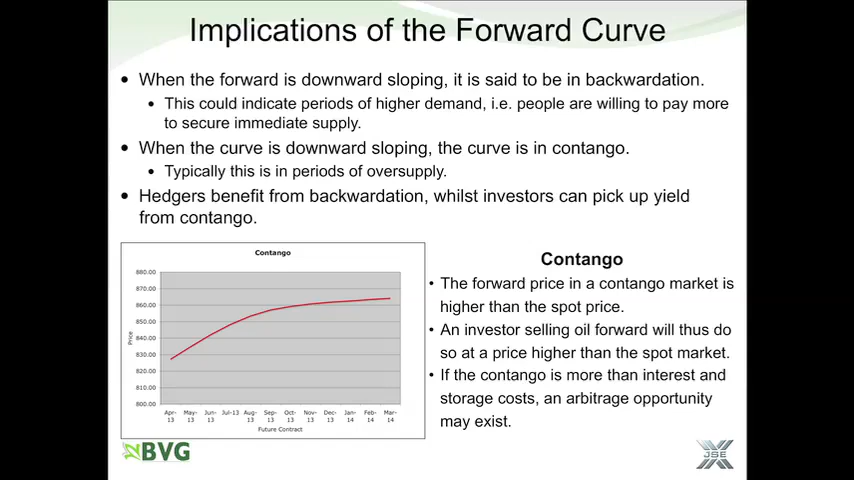 Implications of the Forward Curve
• When the forward is downward sloping, it is said to be in backwardation.
• This could indicate periods of higher demand, i.e. people are willing to pay more
to secure immediate supply.
• When the curve is downward sloping, the curve is in contango.
• Typically this is in periods of oversupply.
• Hedgers benefit from backwardation, whilst investors can pick up yield
from contango.
Contango
880.00
870.00
860.00
850.00
840.00
830.00
820.00
810.00
800.00
Price
Apr- May- Jun- Jul-13 Aug- Sep- Oct- Nov- Dec- Jan- Feb- Mar-
13 13 13 13 13 13 13 13 14 14 14
Future Contract
Contango
• The forward price in a contango market is
higher than the spot price.
• An investor selling oil forward will thus do
so at a price higher than the spot market.
• If the contango is more than interest and
storage costs, an arbitrage opportunity
may exist.
BVG
JSE